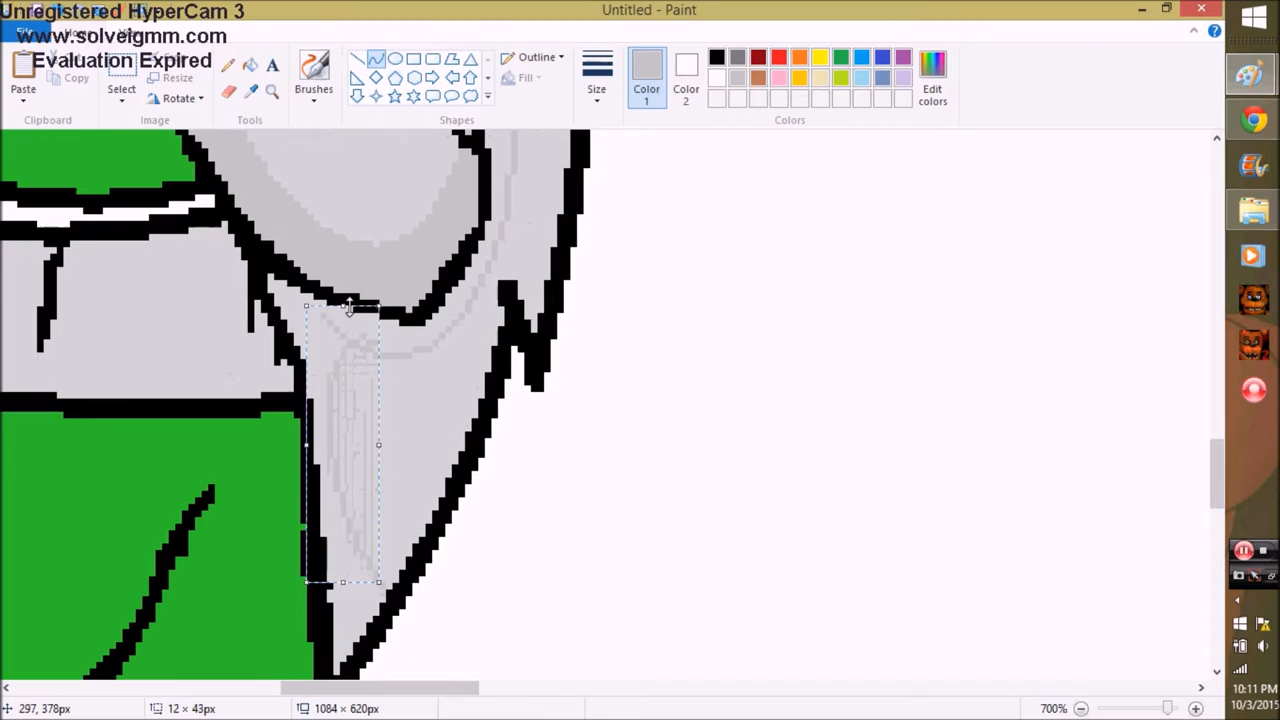 Unregistered HyperCam 3
www.solveigmm.com
Evaluation Expired
Untitled - Paint
Paste
Copy
Select
Resize
Rotate
Brushes
Outline
Fill
Size
Color 1
Color 2
Edit colors
Clipboard
Image
Tools
Shapes
Colors
297, 378px
12 × 43px
1084 × 620px
700%
10:11 PM
10/3/2015